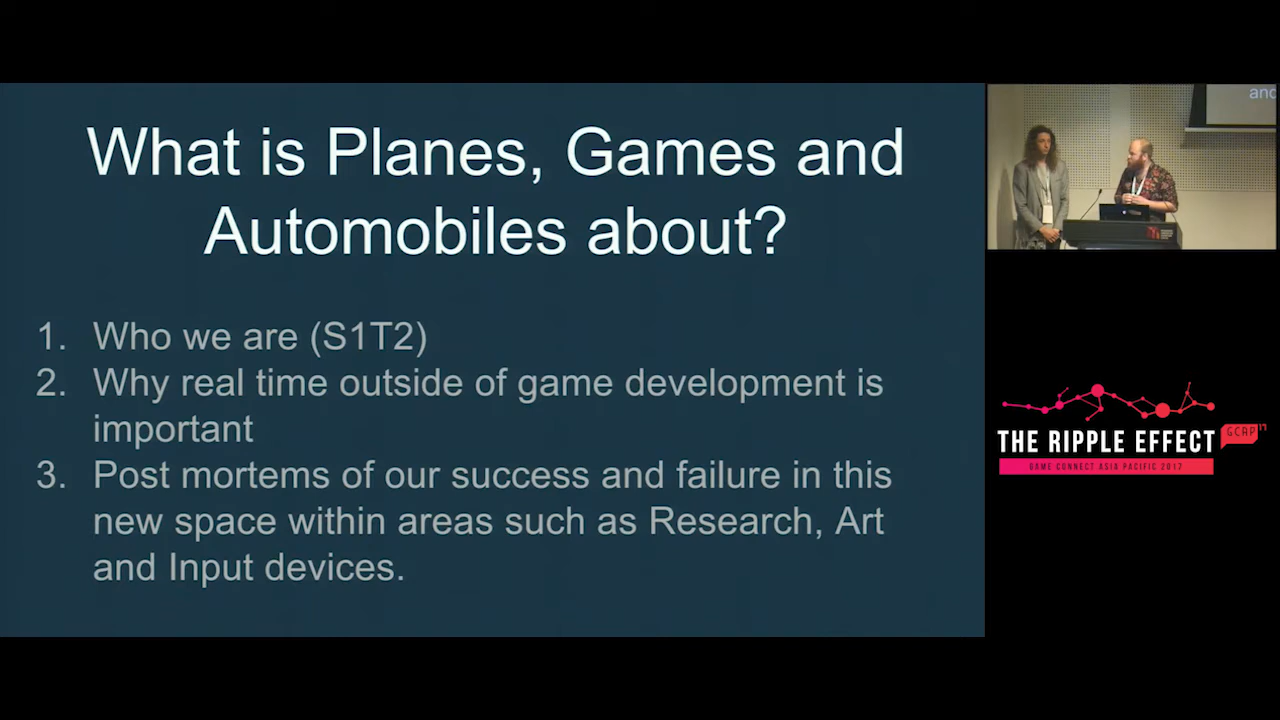 What is Planes, Games and
Automobiles about?
1. Who we are (S1T2)
2. Why real time outside of game development is
important
3. Post mortems of our success and failure in this
new space within areas such as Research, Art
and Input devices.
and
THE RIPPLE EFFECT
GCAP 17
GAME CONNECT ASIA PACIFIC 2017